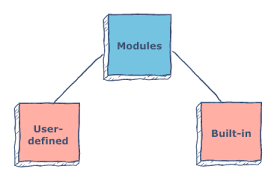 Modules
User-
defined
Built-in